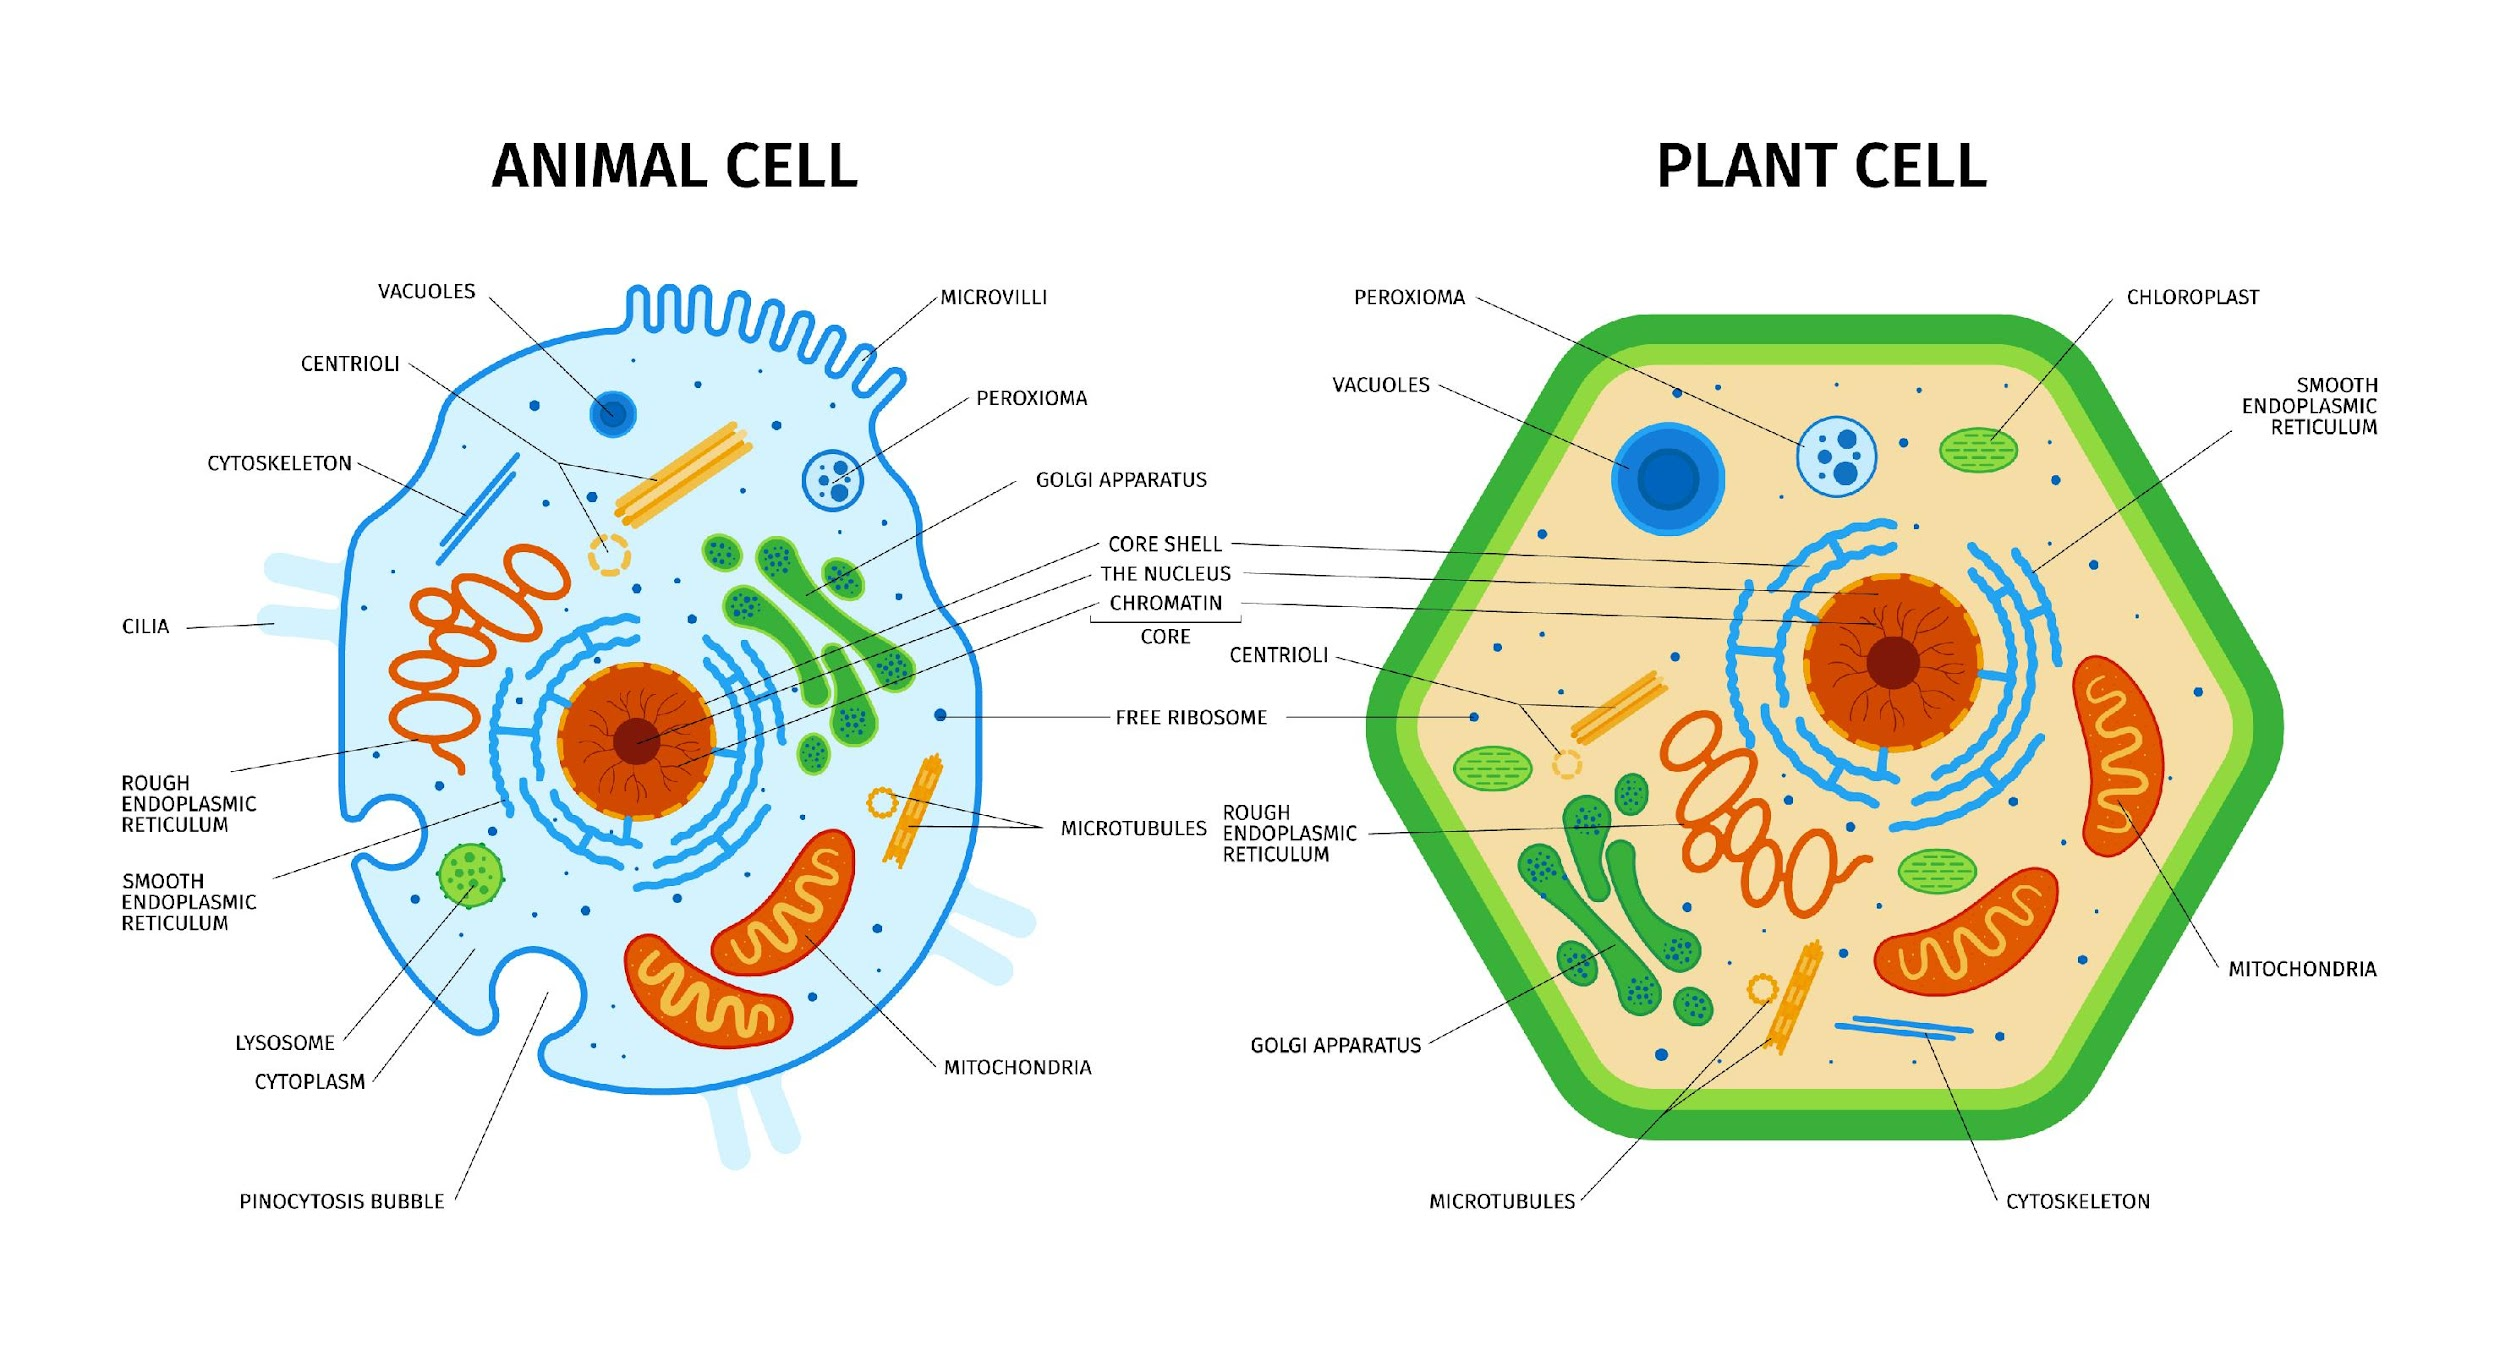 ANIMAL CELL
PLANT CELL
VACUOLES
CENTRIOLI
CYTOSKELETON
CILIA
ROUGH
ENDOPLASMIC
RETICULUM
SMOOTH
ENDOPLASMIC
RETICULUM
LYSOSOME
CYTOPLASM
PINOCYTOSIS BUBBLE
MICROVILLI
PEROXIOMA
GOLGI APPARATUS
CORE SHELL
THE NUCLEUS
CHROMATIN
CORE
FREE RIBOSOME
MICROTUBULES
MITOCHONDRIA
PEROXIOMA
VACUOLES
CENTRIOLI
ROUGH
ENDOPLASMIC
RETICULUM
GOLGI APPARATUS
MICROTUBULES
CHLOROPLAST
SMOOTH
ENDOPLASMIC
RETICULUM
MITOCHONDRIA
CYTOSKELETON